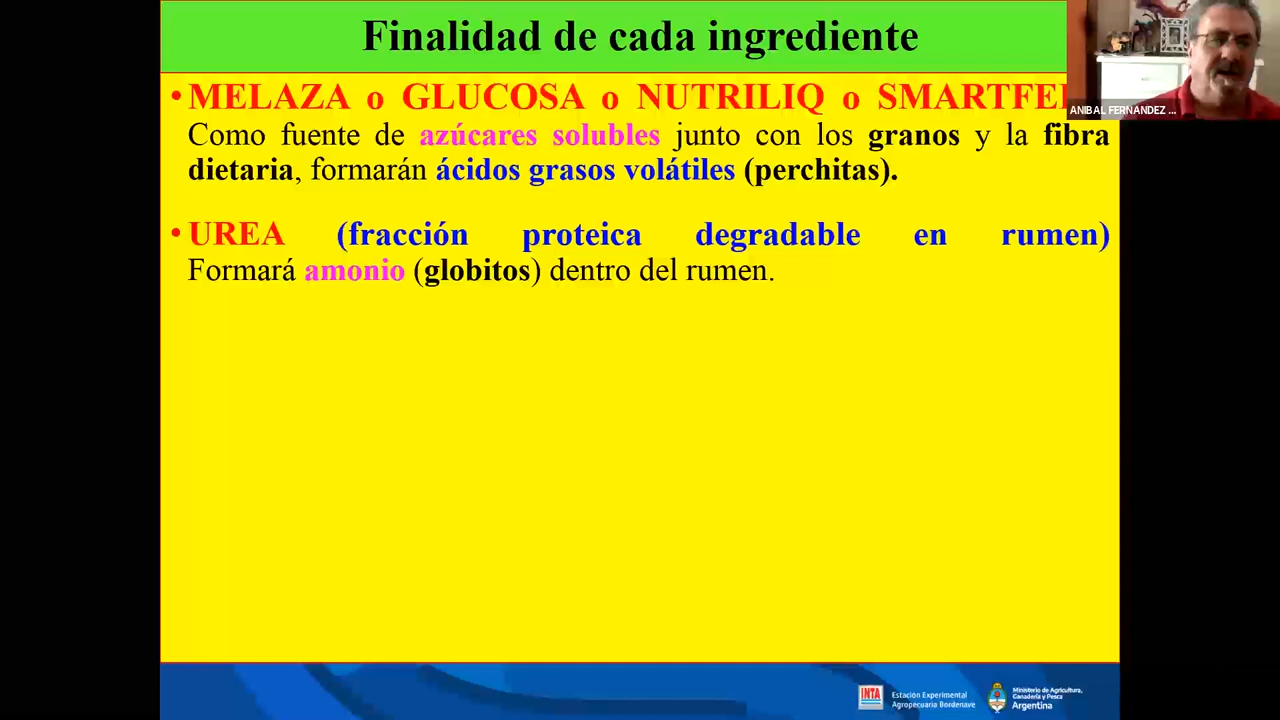 Finalidad de cada ingrediente
• MELAZA o GLUCOSA o NUTRILIQ o
Como fuente de azúcares solubles junto con los granos y la fibra
dietaria, formarán ácidos grasos volátiles (perchitas).
• UREA (fracción proteica degradable en rumen)
Formará amonio (globitos) dentro del rumen.
ANIBAL FERNANDEZ ...
INTA
Estación Experimental
Agropecuaria Bordenave
Ministerio de Agricultura,
Ganadería y Pesca
Argentina